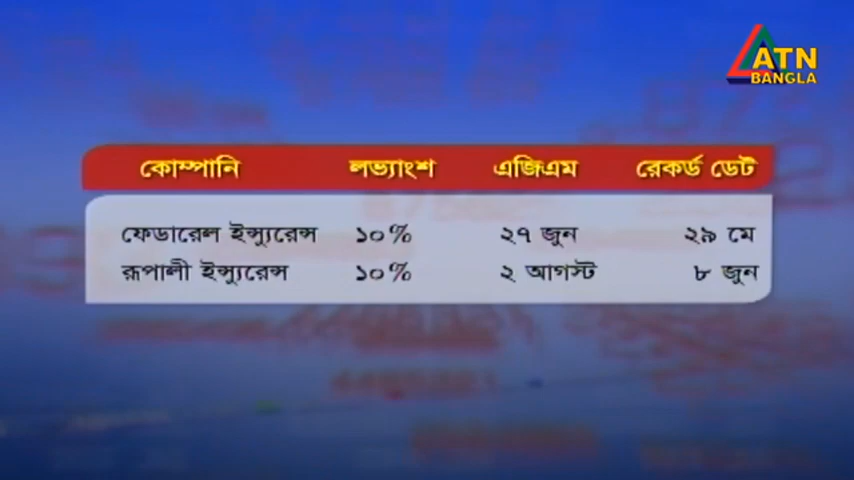 ATN
BANGLA
কোম্পানি লভ্যাংশ এজিএম রেকর্ড ডেট
ফেডারেল ইন্স্যুরেন্স ১০% ২৭ জুন ২৯ মে
রূপালী ইন্স্যুরেন্স ১০% ২ আগস্ট ৮ জুন